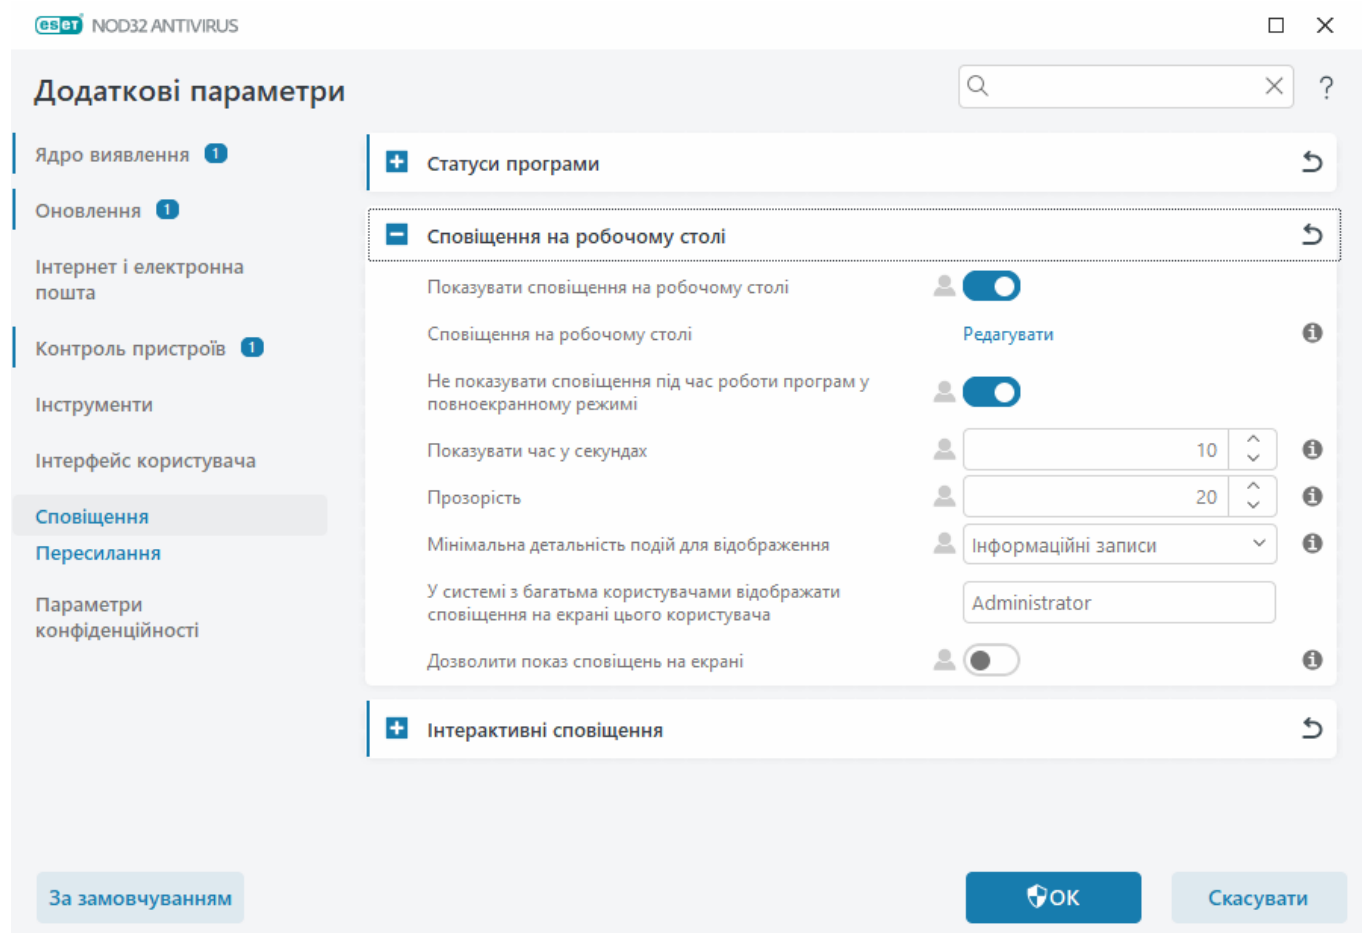 eset NOD32 ANTIVIRUS
Додаткові параметри
?
Ядро виявлення 1
Оновлення 1
Інтернет і електронна
пошта
Контроль пристроїв 1
Інструменти
Інтерфейс користувача
Сповіщення
Пересилання
Параметри
конфіденційності
Статуси програми
Сповіщення на робочому столі
Показувати сповіщення на робочому столі
Сповіщення на робочому столі Редагувати
Не показувати сповіщення під час роботи програм у
повноекранному режимі
Показувати час у секундах 10
Прозорість 20
Мінімальна детальність подій для відображення Інформаційні записи
У системі з багатьма користувачами відображати
сповіщення на екрані цього користувача
Administrator
Дозволити показ сповіщень на екрані
Інтерактивні сповіщення
За замовчуванням
ОК
Скасувати